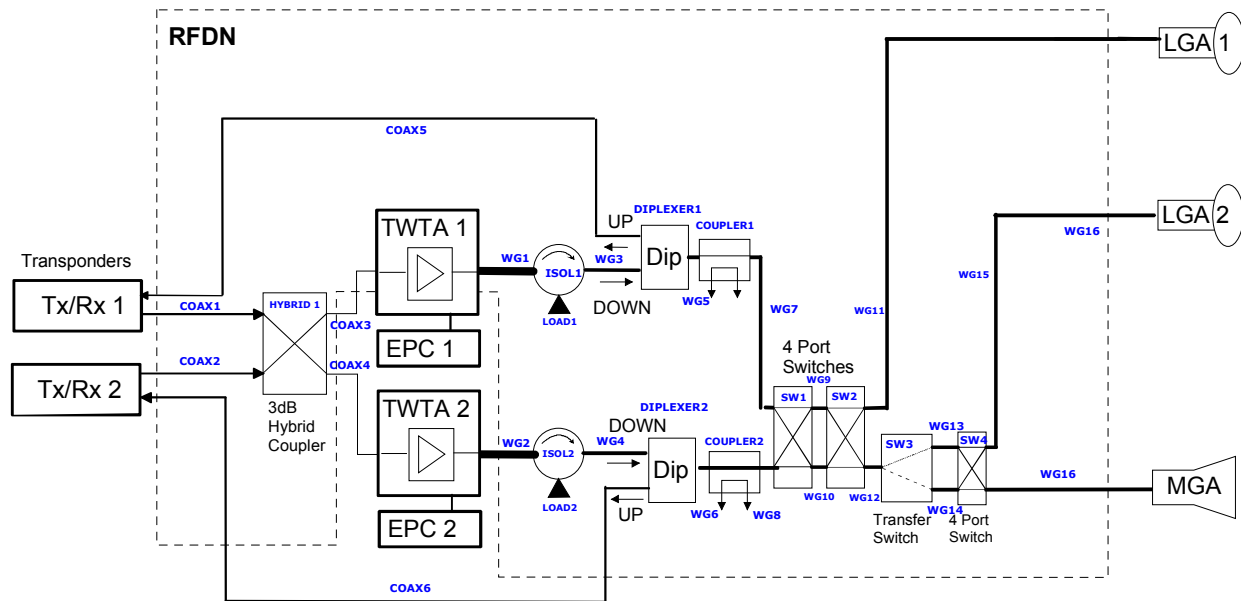 RFDN
LGA 1
COAX5
LGA 2
WG16
UP
DIPLEXER1
COUPLER1
TWTA 1
Dip
WG1
ISOL1
WG3
WG15
Transponders
Tx/Rx 1
COAX1
HYBRID 1
COAX3
LOAD1
DOWN
WG5
WG7
WG11
EPC 1
4 Port
Switches
WG9
COAX2
COAX4
Tx/Rx 2
3dB
Hybrid
Coupler
TWTA 2
DOWN
DIPLEXER2
SW1
SW2
WG2
ISOL2
WG4
COUPLER2
SW3
WG13
SW4
Dip
WG16
MGA
WG10
WG12
WG14
LOAD2
UP
WG6
WG8
Transfer
Switch
4 Port
Switch
EPC 2
COAX6